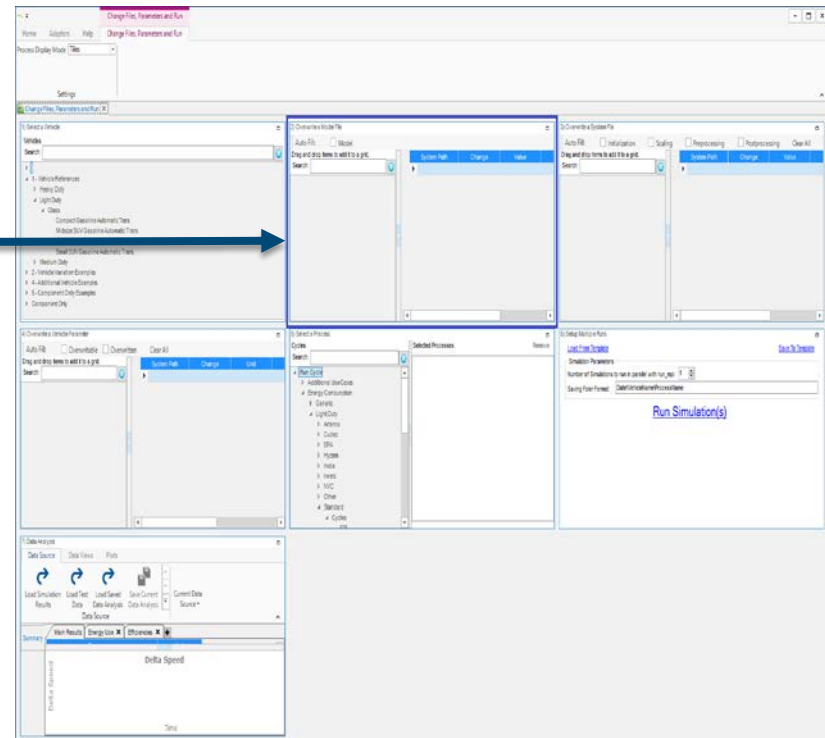 Change Files, Parameters and Run
Home Adapters Help Change Files, Parameters and Run
Process Display Mode Tiles
Settings
Change Files, Parameters and Run X
1) Select a Vehicle
Vehicles
Search
1 - Vehicle References
Heavy Duty
Light Duty
Class
Compact Gasoline Automatic Trans
Midsize SUV Gasoline Automatic Trans
Small SUV Gasoline Automatic Trans
Medium Duty
2 - Vehicle Variation Examples
4 - Additional Vehicle Examples
5 - Component Only Examples
Component Only
2) Overwrite a Model File
Auto Fill: Model
Drag and drop items to add it to a grid.
Search
System Path Change Value
3) Overwrite a System File
Auto Fill: Initialization Scaling Preprocessing Postprocessing Clear All
Drag and drop items to add it to a grid.
Search
System Path Change Value
4) Overwrite a Vehicle Parameter
Auto Fill: Overwritable Overwritten Clear All
Drag and drop items to add it to a grid.
Search
System Path Change Unit
5) Select a Process
Cycles
Search
Selected Processes Remove
Run Cycle
Additional Use Cases
Energy Consumption
Generic
Light Duty
Artemis
Cycles
EPA
Hyzem
India
Inrets
NYC
Other
Standard
Cycles
6) Setup Multiple Runs
Load From Template Save To Template
Simulation Parameters
Number of Simulations to run in parallel with run_mp: 1
Saving Folder Format: Date\VehicleName\ProcessName
Run Simulation(s)
7) Data Analysis
Data Source Data Views Plots
Load Simulation Results
Load Test Data
Load Saved Data Analysis
Save Current Data Analysis
Current Data Source
Data Source
Summary
Main Results X Energy Use X Efficiencies X
Delta Speed
Delta Speed
Time